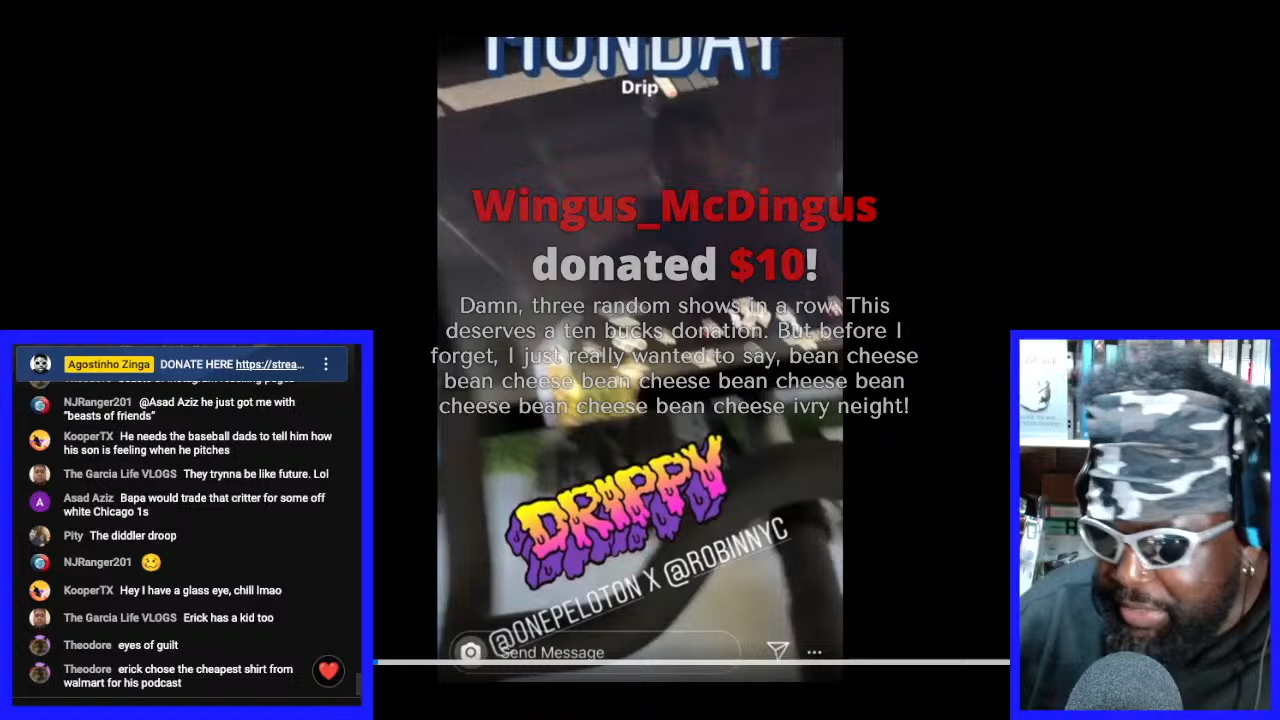 MONDAY
Drip
Wingus_McDingus
donated $10!
Damn, three random shows in a row. This
deserves a ten bucks donation. But before I
forget, I just really wanted to say, bean cheese
bean cheese bean cheese bean cheese bean
cheese bean cheese bean cheese ivry neight!
DRIPPY
@ONEPELOTON X @ROBINNYC
Send Message
Agostinho Zinga DONATE HERE https://strea...
NJRanger201 @Asad Aziz he just got me with
"beasts of friends"
KooperTX He needs the baseball dads to tell him how
his son is feeling when he pitches
The Garcia Life VLOGS They trynna be like future. Lol
A Asad Aziz Bapa would trade that critter for some off
white Chicago 1s
Pity The diddler droop
NJRanger201
KooperTX Hey I have a glass eye, chill lmao
The Garcia Life VLOGS Erick has a kid too
Theodore eyes of guilt
Theodore erick chose the cheapest shirt from
walmart for his podcast